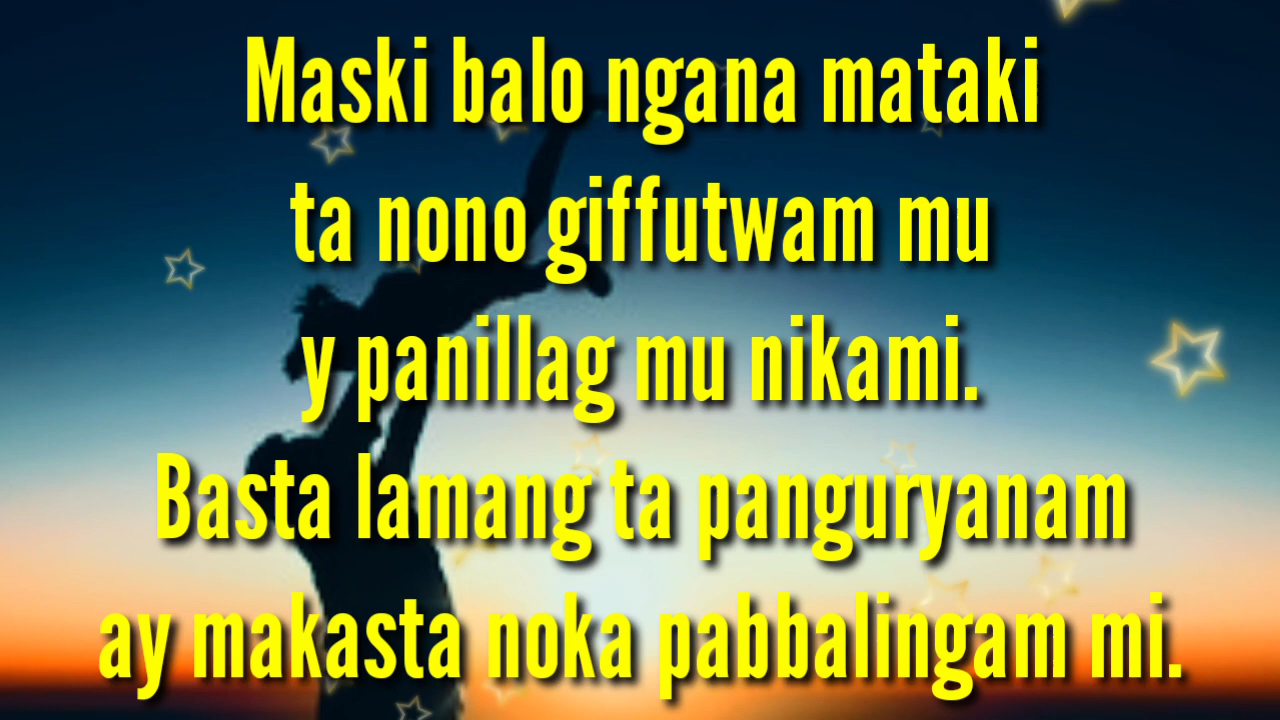 Maski balo ngana mataki
ta nono giffutwam mu
y panillag mu nikami.
Basta lamang ta panguryanam
ay makasta noka pabbalingam mi.